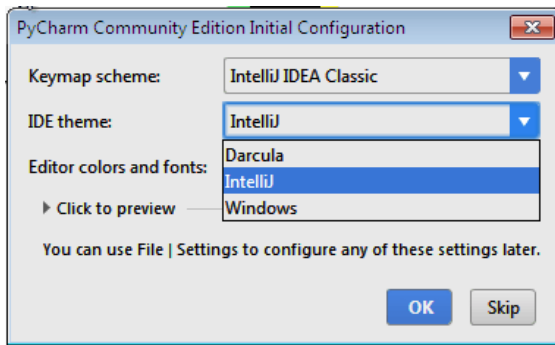 PyCharm Community Edition Initial Configuration
Keymap scheme: IntelliJ IDEA Classic
IDE theme: IntelliJ
Darcula
Editor colors and fonts:
IntelliJ
Click to preview
Windows
You can use File | Settings to configure any of these settings later.
OK Skip